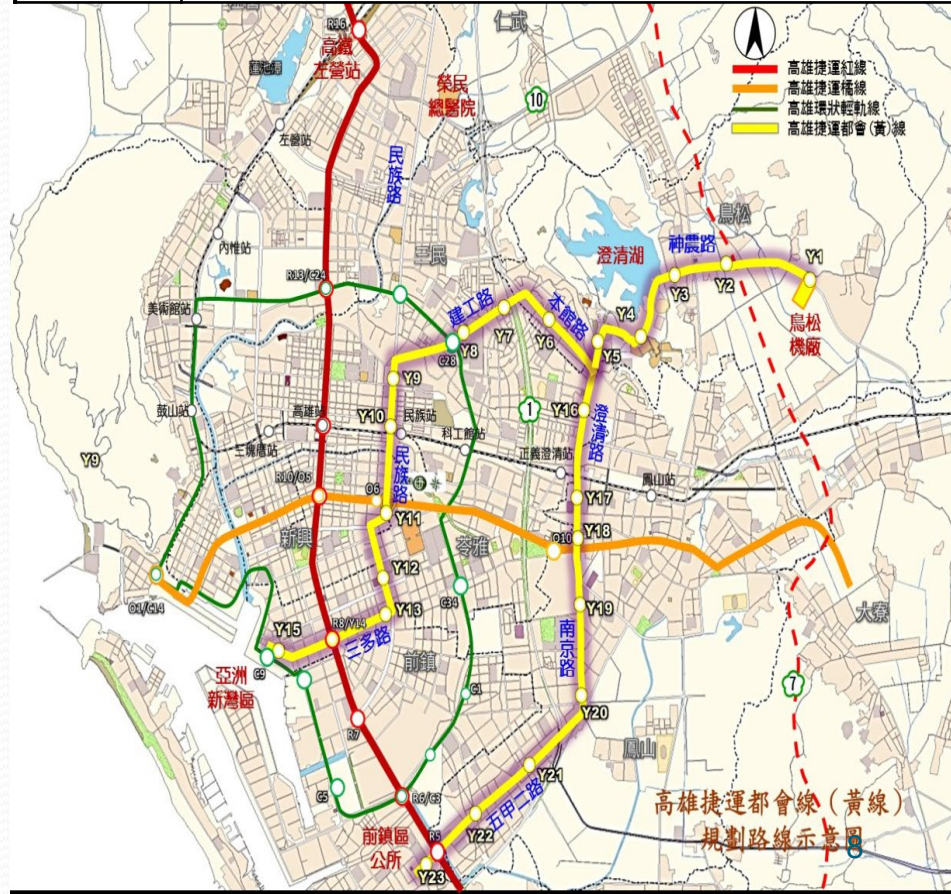 R16
高鐵
左營站
仁武
榮民
總醫院
10
高雄捷運紅線
高雄捷運橘線
高雄環狀輕軌線
高雄捷運都會(黃)線
蓮池潭
左營站
民族路
鳥松
神農路
Y1
Y2
Y3
澄清湖
內惟站
三民
R13/C24
美術館站
建工路
Y7
本館路
Y6
Y4
Y5
Y8
C28
鳥松
機廠
Y9
Y10
民族站
1
Y16
澄清路
鼓山站
高雄站
三塊厝站
科工館站
正義澄清站
鳳山站
Y9
民族路
R10/O5
O6
Y11
Y17
Y18
新興
苓雅
O10
Y12
C34
O1/C14
Y13
Y19
大寮
Y15
R8/Y14
三多路
前鎮
南京路
C9
亞洲
新灣區
C1
7
R7
Y20
鳳山
Y21
C5
R6/C3
五甲二路
Y22
高雄捷運都會線（黃線）
規劃路線示意圖
8
前鎮區
公所
R5
Y23